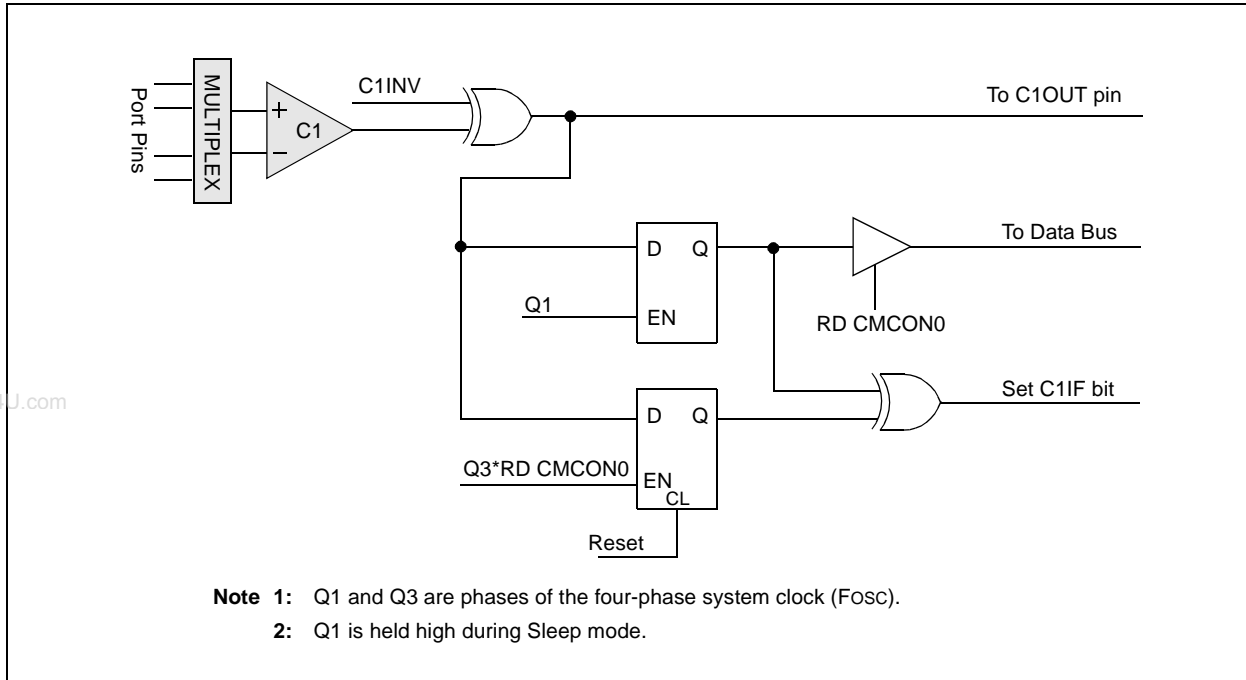 C1INV
To C1OUT pin
Port Pins
MULTIPLEX
+
C1
−
To Data Bus
D Q
Q1
EN
RD CMCON0
Set C1IF bit
D Q
Q3*RD CMCON0
EN
CL
Reset
4U.com
Note 1: Q1 and Q3 are phases of the four-phase system clock (FOSC).
2: Q1 is held high during Sleep mode.